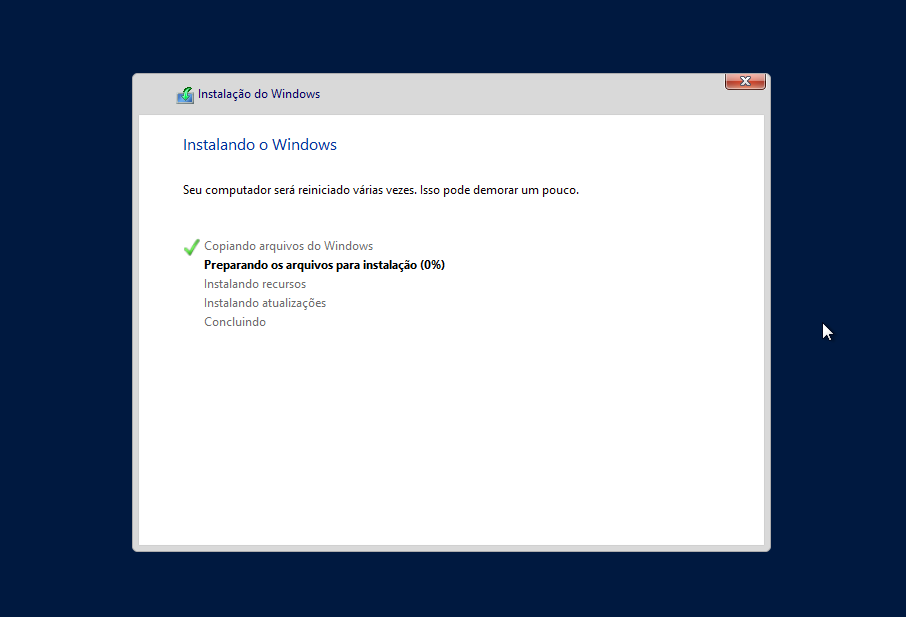 Instalação do Windows
Instalando o Windows
Seu computador será reiniciado várias vezes. Isso pode demorar um pouco.
Copiando arquivos do Windows
Preparando os arquivos para instalação (0%)
Instalando recursos
Instalando atualizações
Concluindo